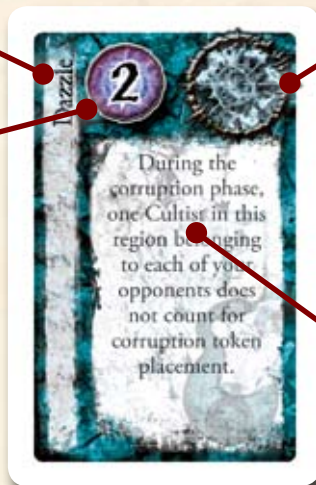 Dazzle
2
During the
corruption phase,
one Cultist in this
region belonging
to each of your
opponents does
not count for
corruption token
placement.